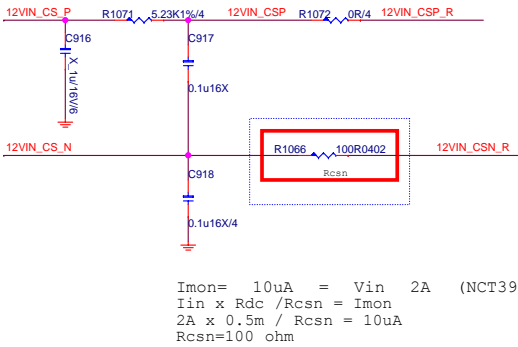 12VIN_CS_P R1071 5.23K1%/4 12VIN_CSP R1072 0R/4 12VIN_CSP_R
C916 C917
X_1u/16V/6
0.1u16X
12VIN_CS_N R1066 100R0402 12VIN_CSN_R
Rcsn
C918
0.1u16X/4
Imon= 10uA = Vin 2A (NCT39
Iin x Rdc /Rcsn = Imon
2A x 0.5m / Rcsn = 10uA
Rcsn=100 ohm